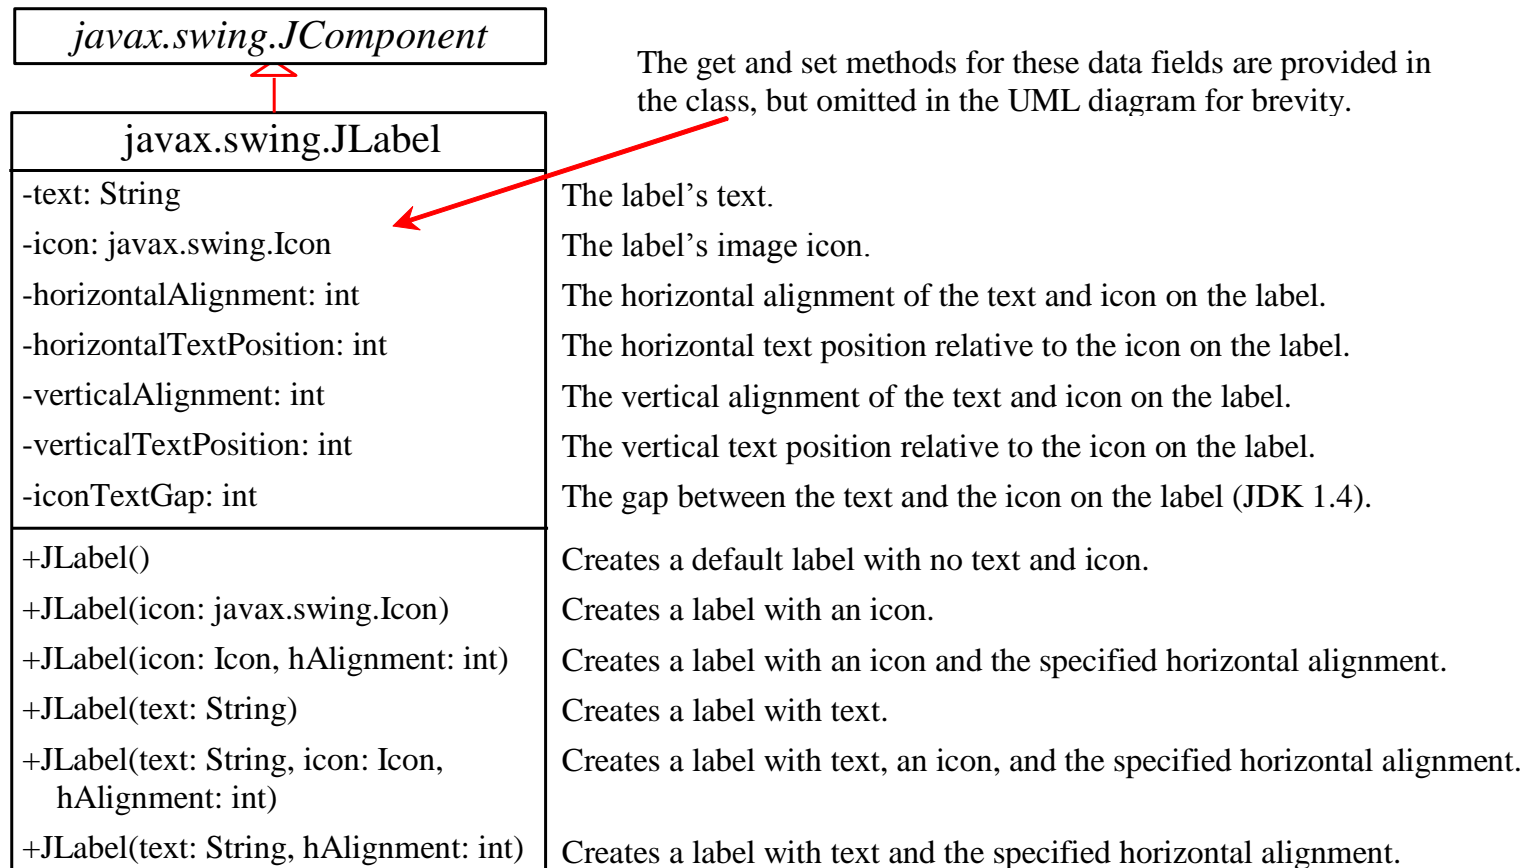 javax.swing.JComponent
The get and set methods for these data fields are provided in
the class, but omitted in the UML diagram for brevity.
javax.swing.JLabel
-text: String
The label’s text.
-icon: javax.swing.Icon
The label’s image icon.
-horizontalAlignment: int
The horizontal alignment of the text and icon on the label.
-horizontalTextPosition: int
The horizontal text position relative to the icon on the label.
-verticalAlignment: int
The vertical alignment of the text and icon on the label.
-verticalTextPosition: int
The vertical text position relative to the icon on the label.
-iconTextGap: int
The gap between the text and the icon on the label (JDK 1.4).
+JLabel()
Creates a default label with no text and icon.
+JLabel(icon: javax.swing.Icon)
Creates a label with an icon.
+JLabel(icon: Icon, hAlignment: int)
Creates a label with an icon and the specified horizontal alignment.
+JLabel(text: String)
Creates a label with text.
+JLabel(text: String, icon: Icon,
hAlignment: int)
Creates a label with text, an icon, and the specified horizontal alignment.
+JLabel(text: String, hAlignment: int)
Creates a label with text and the specified horizontal alignment.